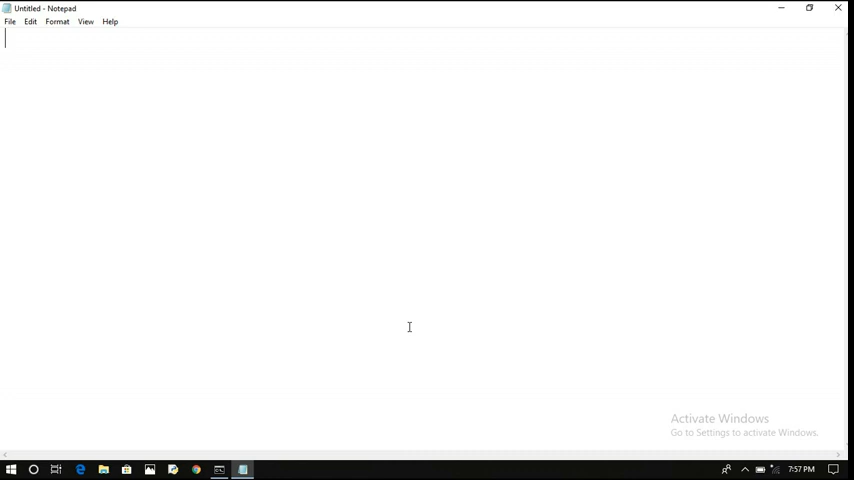 Untitled - Notepad
File Edit Format View Help
Activate Windows
Go to Settings to activate Windows.
7:57 PM